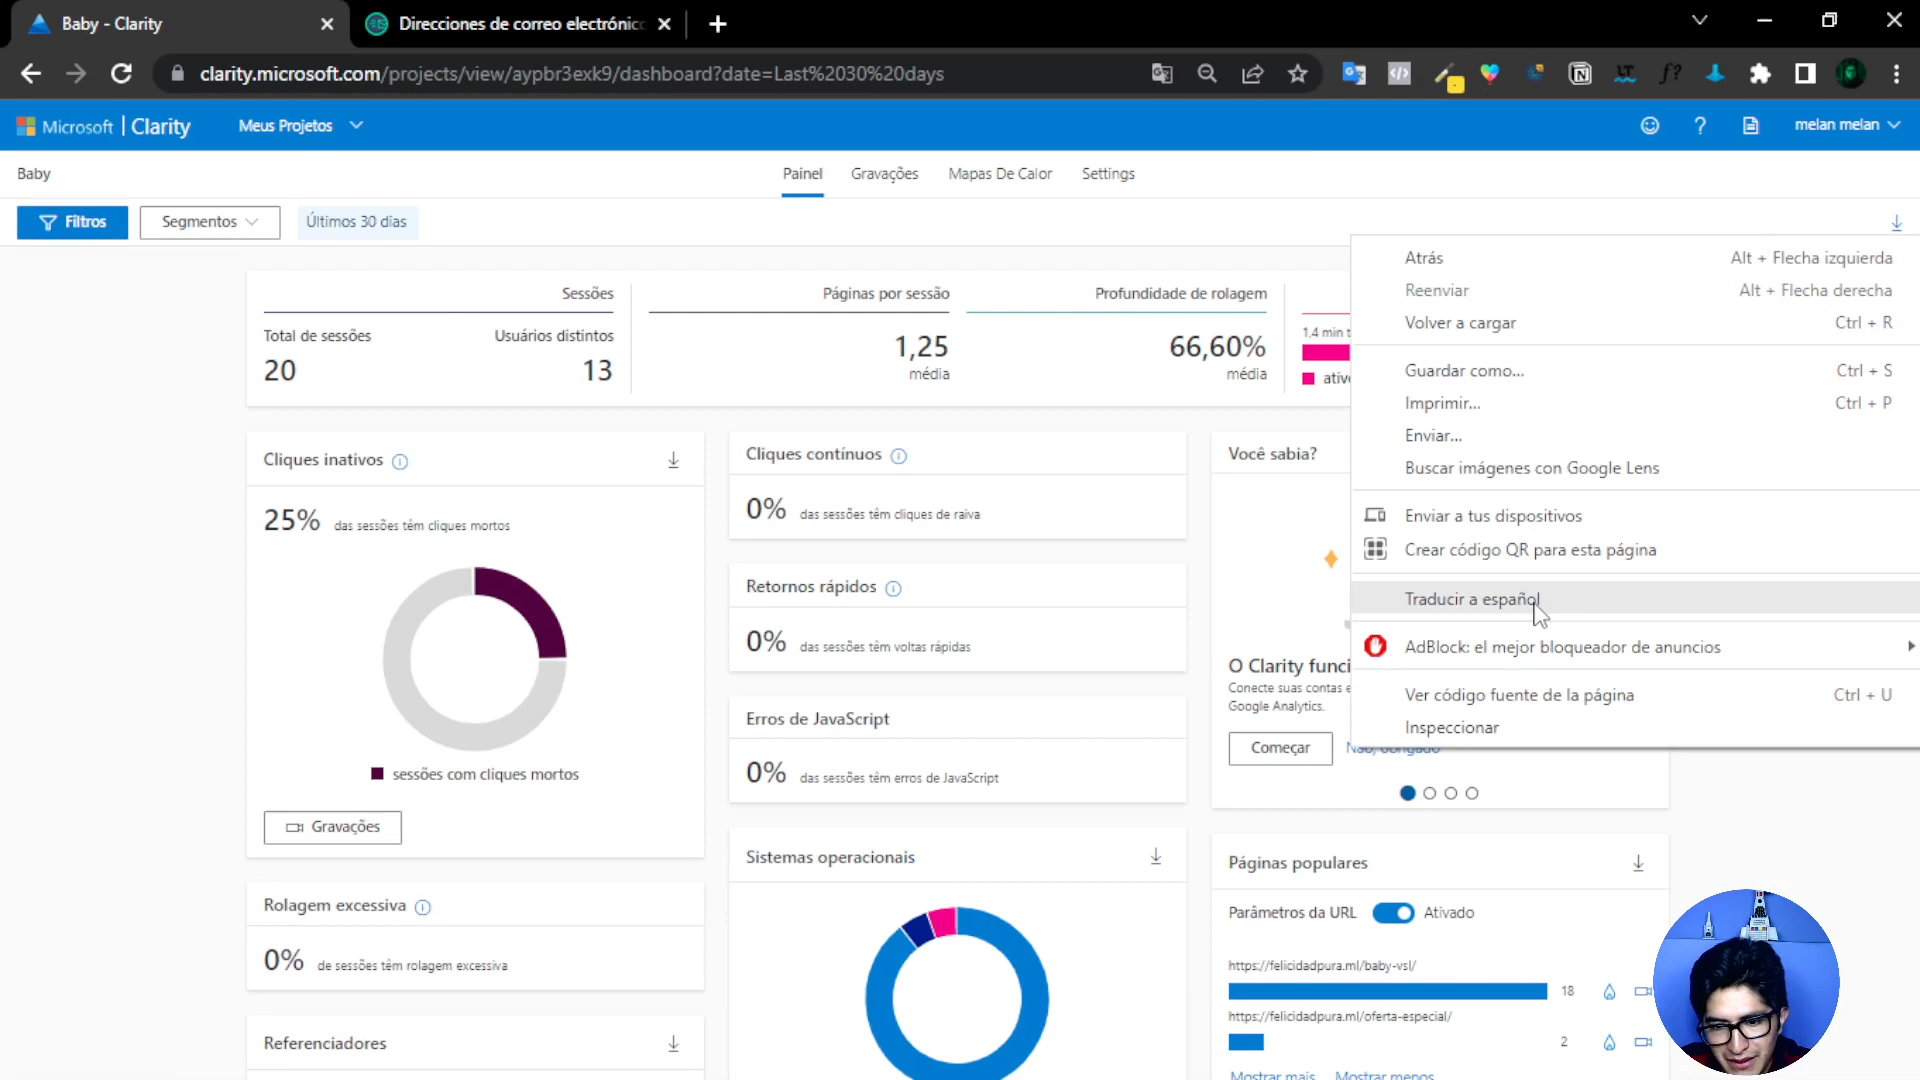 Baby - Clarity
Direcciones de correo electrónic
clarity.microsoft.com/projects/view/aypbr3exk9/dashboard?date=Last%2030%20days
Microsoft | Clarity
Meus Projetos
melan melan
Baby
Painel
Gravações
Mapas De Calor
Settings
Filtros
Segmentos
Últimos 30 dias
Sessões
Total de sessões
Usuários distintos
20
13
Páginas por sessão
1,25
média
Profundidade de rolagem
66,60%
média
1,4 min t
Atrás
Alt + Flecha izquierda
Reenviar
Alt + Flecha derecha
Volver a cargar
Ctrl + R
Guardar como...
Ctrl + S
Imprimir...
Ctrl + P
Enviar...
Buscar imágenes con Google Lens
Enviar a tus dispositivos
Crear código QR para esta página
Traducir a español
AdBlock: el mejor bloqueador de anuncios
Ver código fuente de la página
Ctrl + U
Inspeccionar
Cliques inativos
25% das sessões têm cliques mortos
sessões com cliques mortos
Gravações
Rolagem excessiva
0% de sessões têm rolagem excessiva
Referenciadores
Cliques contínuos
0% das sessões têm cliques de raiva
Retornos rápidos
0% das sessões têm voltas rápidas
Erros de JavaScript
0% das sessões têm erros de JavaScript
Sistemas operacionais
Você sabia?
O Clarity funci
Conecte suas contas e
Google Analytics.
Começar
Não, obrigado
Páginas populares
Parâmetros da URL
Ativado
https://felicidadpura.ml/baby-vsl/
18
https://felicidadpura.ml/oferta-especial/
2
Mostrar mais
Mostrar menos